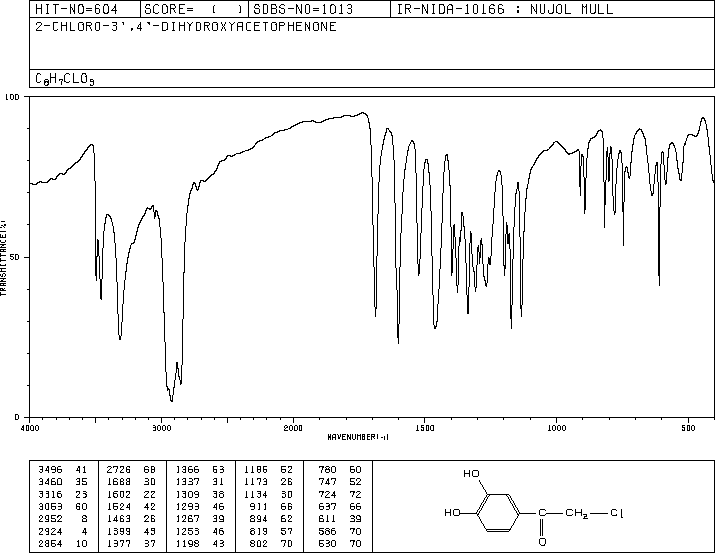 HIT-NO=604 SCORE= ( ) SDBS-NO=1013 IR-NIDA-10166 : NUJOL MULL
2-CHLORO-3',4'-DIHYDROXYACETOPHENONE
C8H7CLO3
100
50
0
TRANSMITTANCE(%)
4000 3000 2000 1500 1000 500
WAVENUMBER(-1)
3496 41 2726 68 1366 53 1186 52 780 60
3460 35 1688 30 1337 31 1173 26 747 52
3316 23 1602 22 1309 38 1134 30 724 72
3053 60 1524 42 1293 46 911 66 637 66
2952 8 1463 26 1267 39 894 62 611 39
2924 4 1399 43 1253 46 819 57 586 70
2854 10 1377 37 1198 43 802 70 530 70
HO
HO
CH2
Cl
O